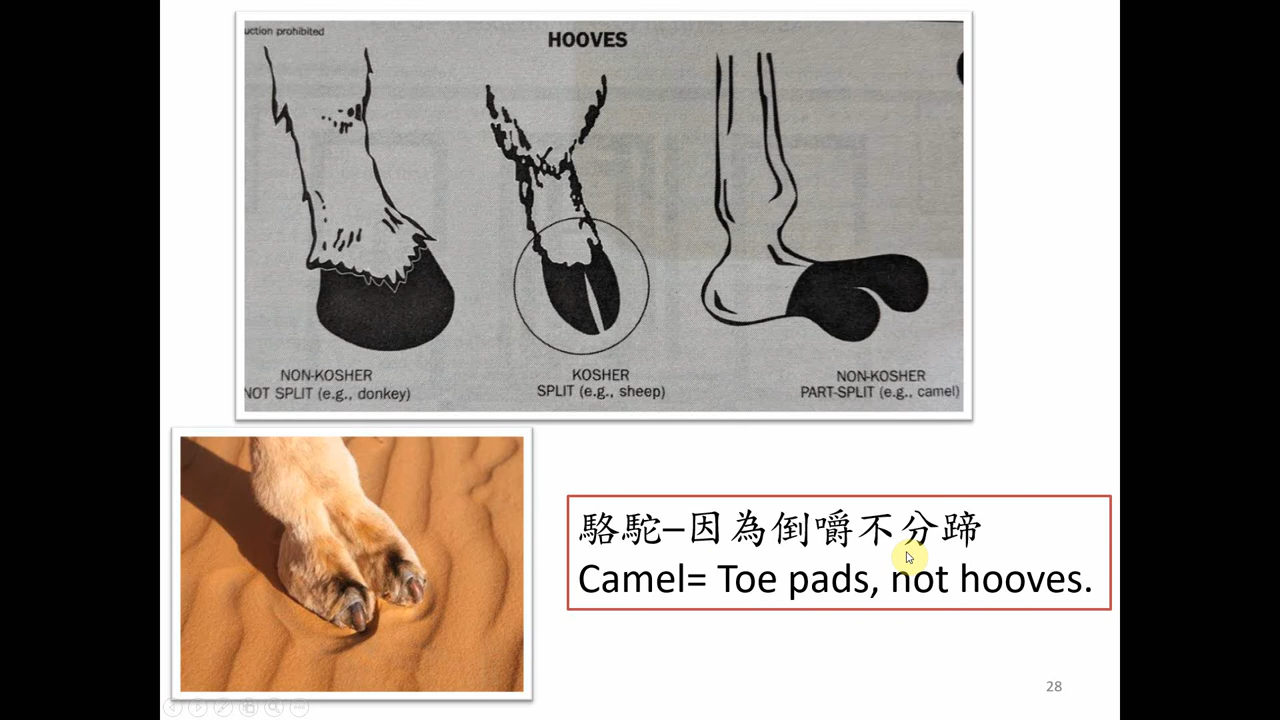 uction prohibited
HOOVES
NON-KOSHER
NOT SPLIT (e.g., donkey)
KOSHER
SPLIT (e.g., sheep)
NON-KOSHER
PART-SPLIT (e.g., camel)
駱駝–因為倒嚼不分蹄
Camel= Toe pads, not hooves.
28